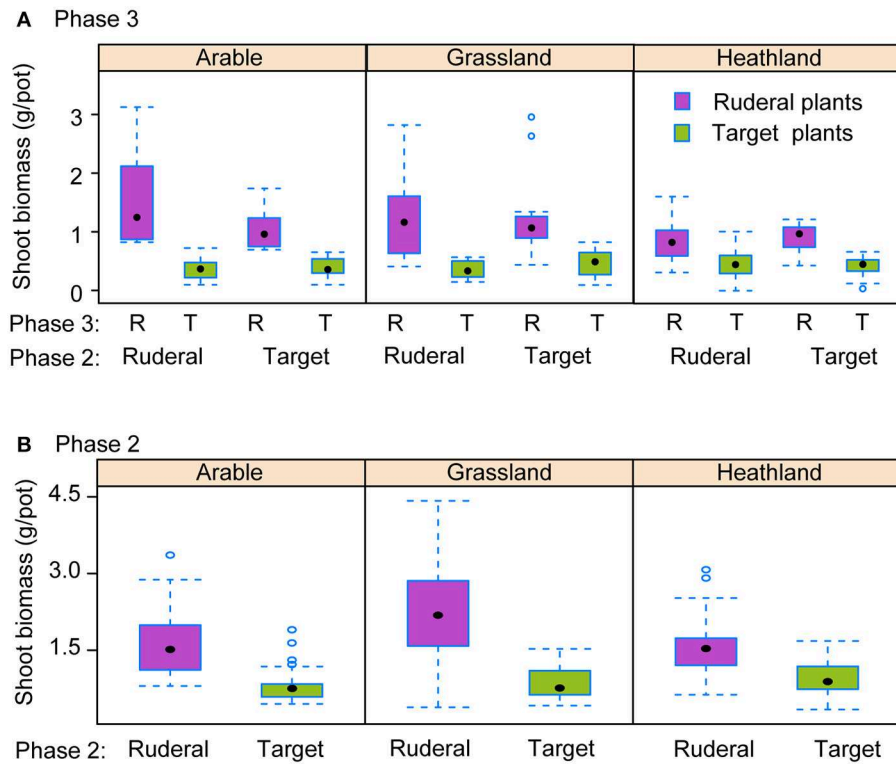 A Phase 3
Arable Grassland Heathland
Shoot biomass (g/pot)
3
2
1
0
Ruderal plants
Target plants
Phase 3: R T R T R T R T R T R T
Phase 2: Ruderal Target Ruderal Target Ruderal Target
B Phase 2
Arable Grassland Heathland
Shoot biomass (g/pot)
4.5
3.0
1.5
Phase 2: Ruderal Target Ruderal Target Ruderal Target